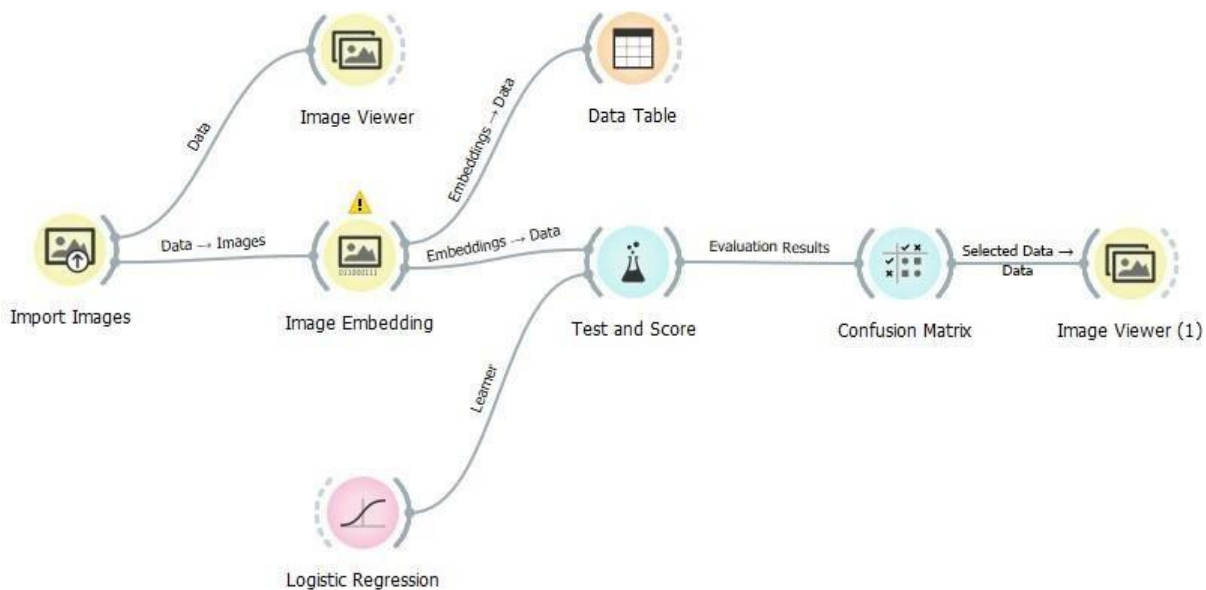 Image Viewer
Data Table
Data
Embeddings → Data
Data → Images
Embeddings → Data
Evaluation Results
Selected Data →
Data
Import Images
Image Embedding
011000111
Test and Score
Confusion Matrix
Image Viewer (1)
Learner
Logistic Regression